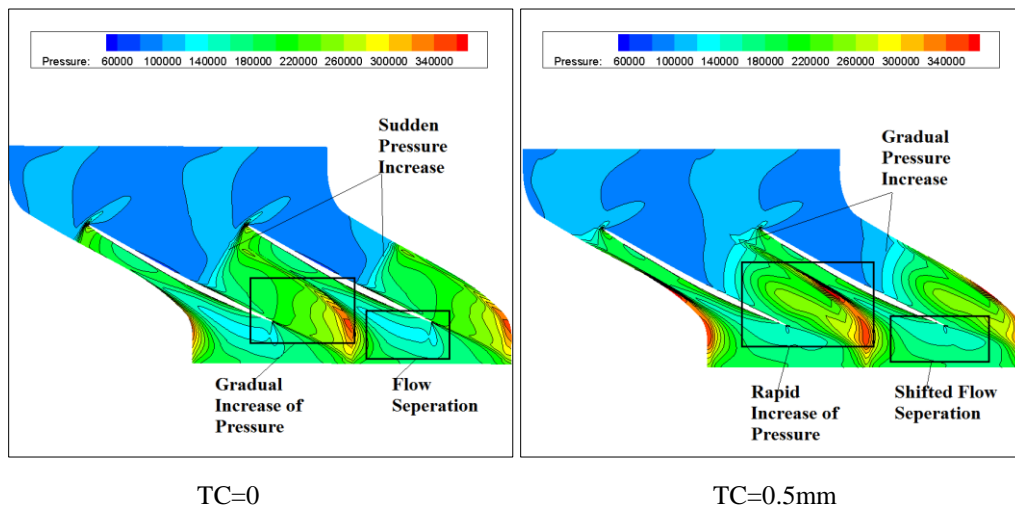 Pressure: 60000 100000 140000 180000 220000 260000 300000 340000
Sudden
Pressure
Increase
Gradual
Increase of
Pressure
Flow
Seperation
TC=0
Pressure: 60000 100000 140000 180000 220000 260000 300000 340000
Gradual
Pressure
Increase
Rapid
Increase of
Pressure
Shifted Flow
Seperation
TC=0.5mm